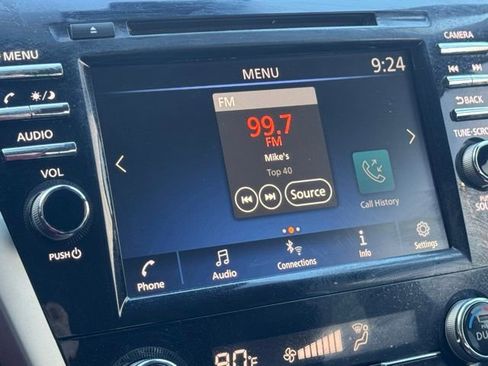 MENU
CAMERA
MENU
9:24
FM
99.7
FM
Mike's
Top 40
Source
Call History
BACK
TUNE-SCROLL
AUDIO
VOL
PUSH
Phone
Audio
Connections
Info
Settings
90°F